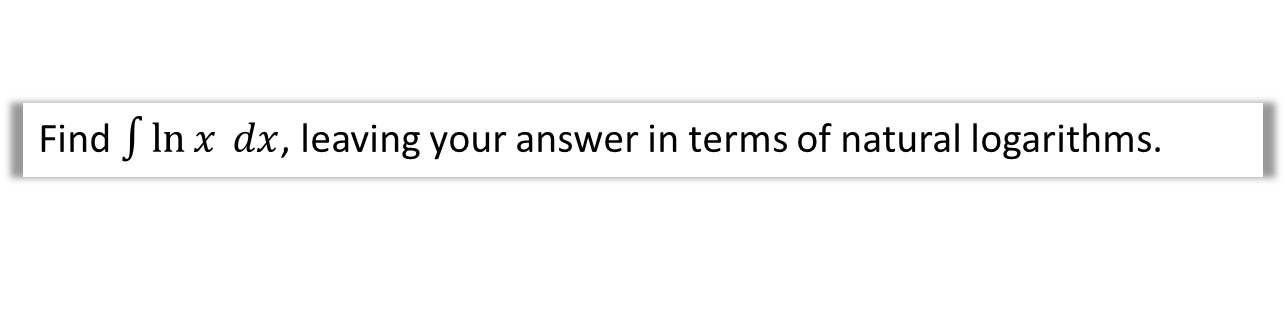 Find ∫ ln x dx, leaving your answer in terms of natural logarithms.